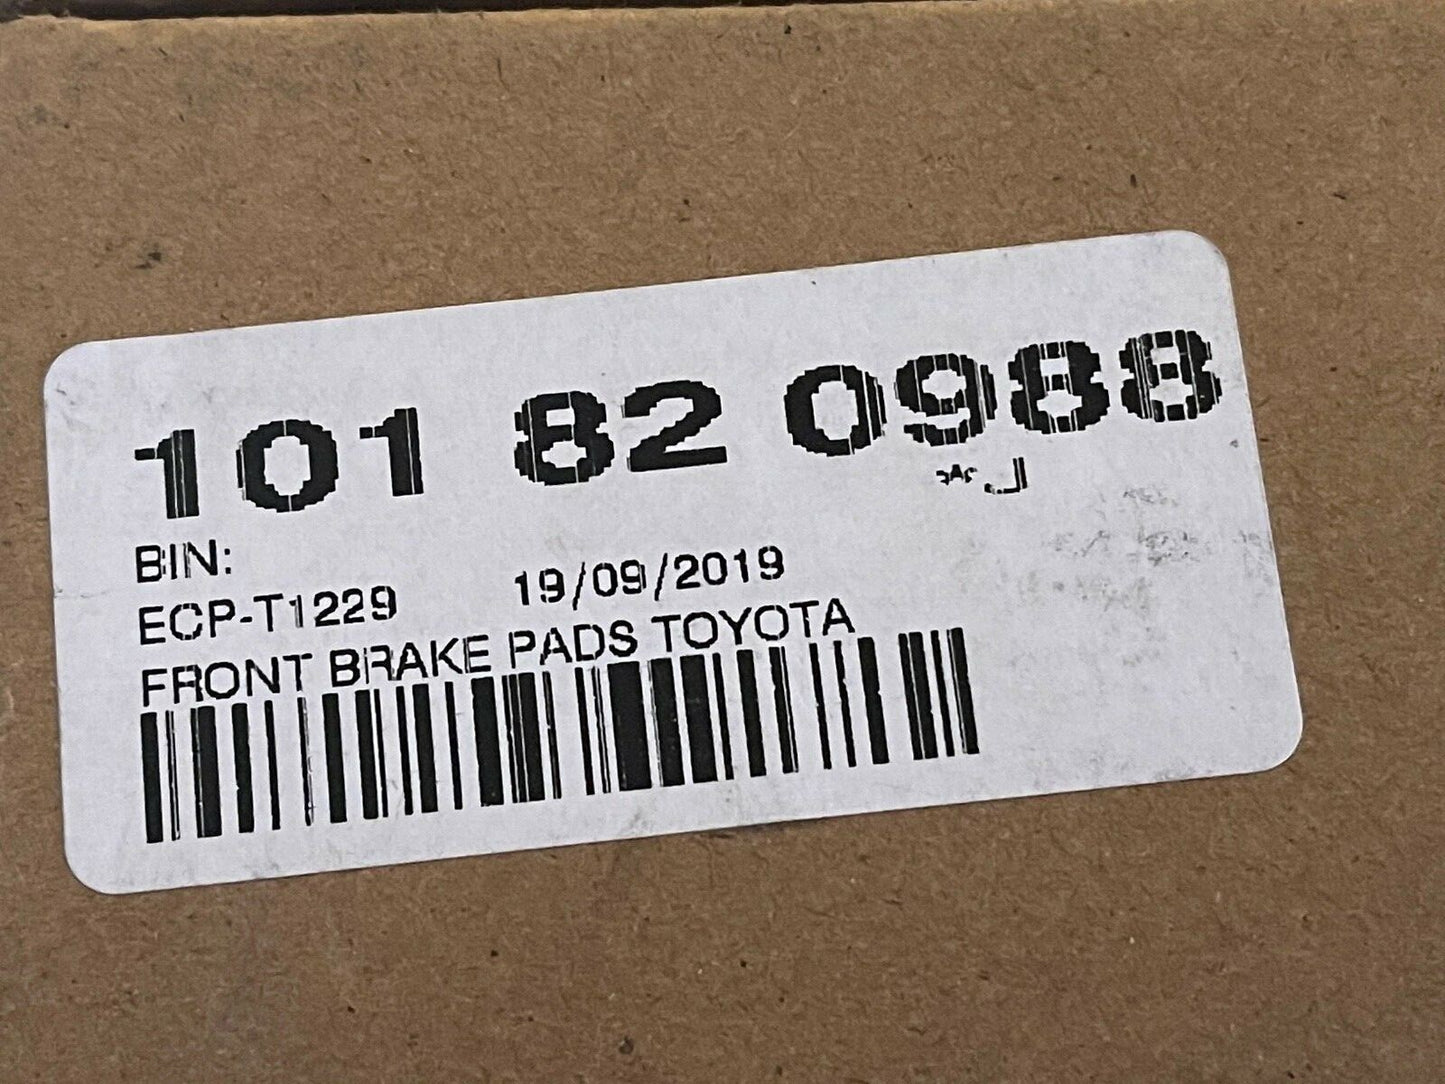 101 82 0988
BIN:
ECP-T1229 19/09/2019
FRONT BRAKE PADS TOYOTA